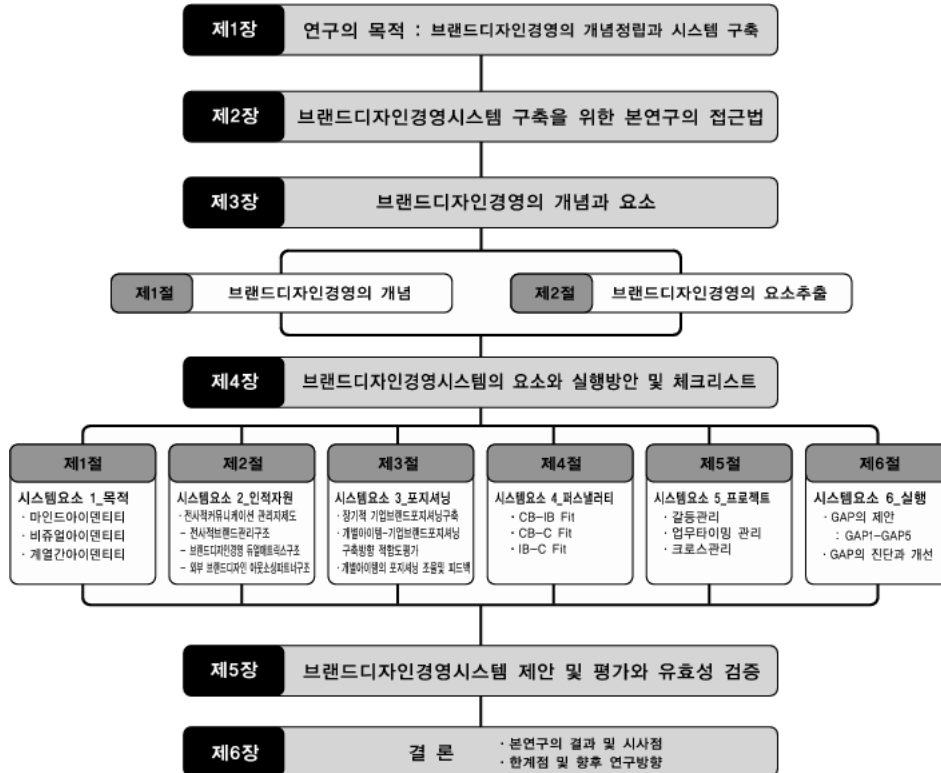 제1장 연구의 목적 : 브랜드디자인경영의 개념정립과 시스템 구축
제2장 브랜드디자인경영시스템 구축을 위한 본연구의 접근법
제3장 브랜드디자인경영의 개념과 요소
제1절 브랜드디자인경영의 개념
제2절 브랜드디자인경영의 요소추출
제4장 브랜드디자인경영시스템의 요소와 실행방안 및 체크리스트
제1절
시스템요소 1_목적
· 마인드아이덴티티
· 비쥬얼아이덴티티
· 계열간아이덴티티
제2절
시스템요소 2_인적자원
· 전사적커뮤니케이션 관리자제도
- 전사적브랜드관리구조
- 브랜드디자인경영 듀얼매트릭스구조
- 외부 브랜드디자인 아웃소싱파트너구조
제3절
시스템요소 3_포지셔닝
· 장기적 기업브랜드포지셔닝구축
· 개별아이템-기업브랜드포지셔닝
구축방향 적합도평가
· 개별아이템의 포지셔닝 조율및 피드백
제4절
시스템요소 4_퍼스낼러티
· CB-IB Fit
· CB-C Fit
· IB-C Fit
제5절
시스템요소 5_프로젝트
· 갈등관리
· 업무타이밍 관리
· 크로스관리
제6절
시스템요소 6_실행
· GAP의 제안
: GAP1-GAP5
· GAP의 진단과 개선
제5장 브랜드디자인경영시스템 제안 및 평가와 유효성 검증
제6장 결 론
· 본연구의 결과 및 시사점
· 한계점 및 향후 연구방향